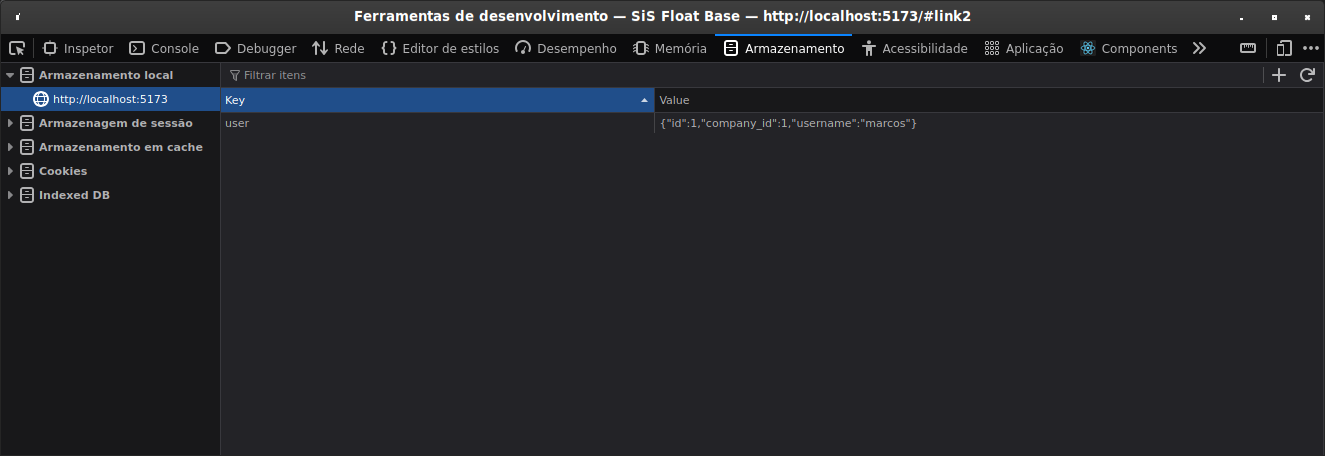 Ferramentas de desenvolvimento — SiS Float Base — http://localhost:5173/#link2
Inspetor Console Debugger Rede Editor de estilos Desempenho Memória Armazenamento Acessibilidade Aplicação Components
Armazenamento local
Filtrar itens
http://localhost:5173
Key Value
Armazenagem de sessão
user {"id":1,"company_id":1,"username":"marcos"}
Armazenamento em cache
Cookies
Indexed DB